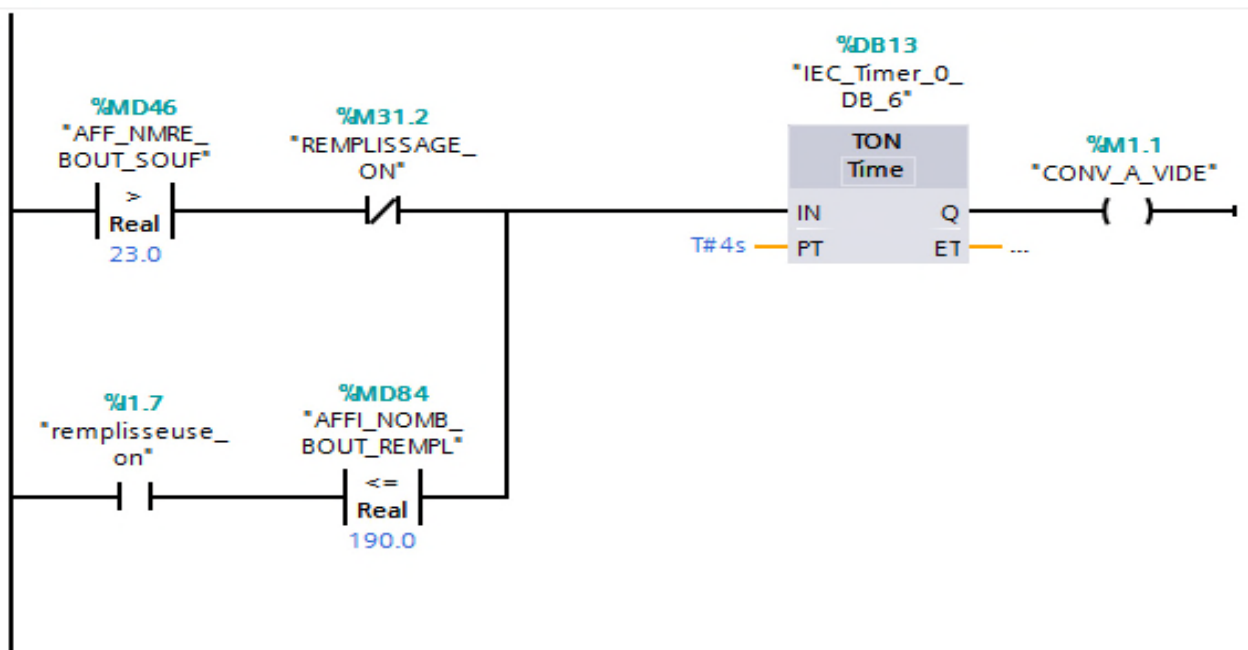 %DB13
"IEC_Timer_0_
DB_6"
%MD46
"AFF_NMRE_
BOUT_SOUF"
>
Real
23.0
%M31.2
"REMPLISSAGE_
ON"
TON
Time
IN
Q
T#4s
PT
ET
...
%M1.1
"CONV_A_VIDE"
%I1.7
"remplisseuse_
on"
%MD84
"AFFI_NOMB_
BOUT_REMPL"
<=
Real
190.0